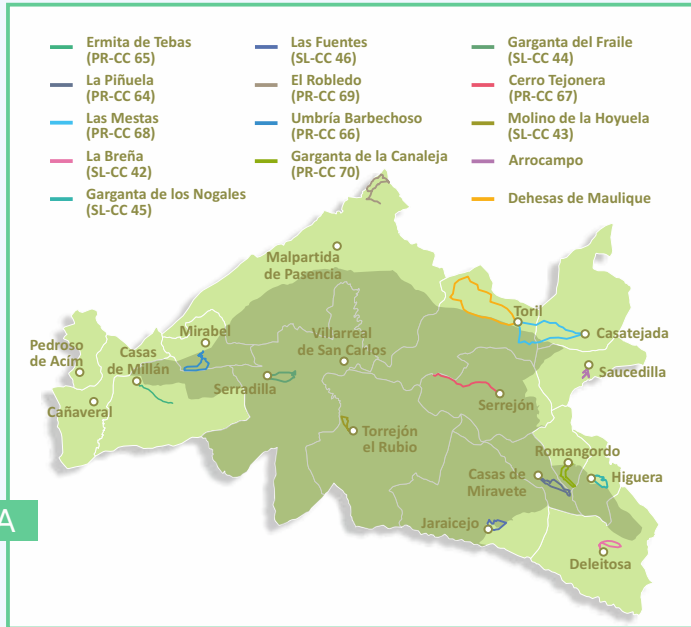 Ermita de Tebas
(PR-CC 65)
La Piñuela
(PR-CC 64)
Las Mestas
(PR-CC 68)
La Breña
(SL-CC 42)
Garganta de los Nogales
(SL-CC 45)
Las Fuentes
(SL-CC 46)
El Robledo
(PR-CC 69)
Umbría Barbechoso
(PR-CC 66)
Garganta de la Canaleja
(PR-CC 70)
Garganta del Fraile
(SL-CC 44)
Cerro Tejonera
(PR-CC 67)
Molino de la Hoyuela
(SL-CC 43)
Arrocampo
Dehesas de Maulique
Malpartida
de Pasencia
Toril
Casatejada
Mirabel
Villarreal
de San Carlos
Pedroso
de Acím
Casas
de Millán
Saucedilla
Serradilla
Serrejón
Cañaveral
Torrejón
el Rubio
Romangordo
Casas de
Miravete
Higuera
Jaraicejo
Deleitosa
A